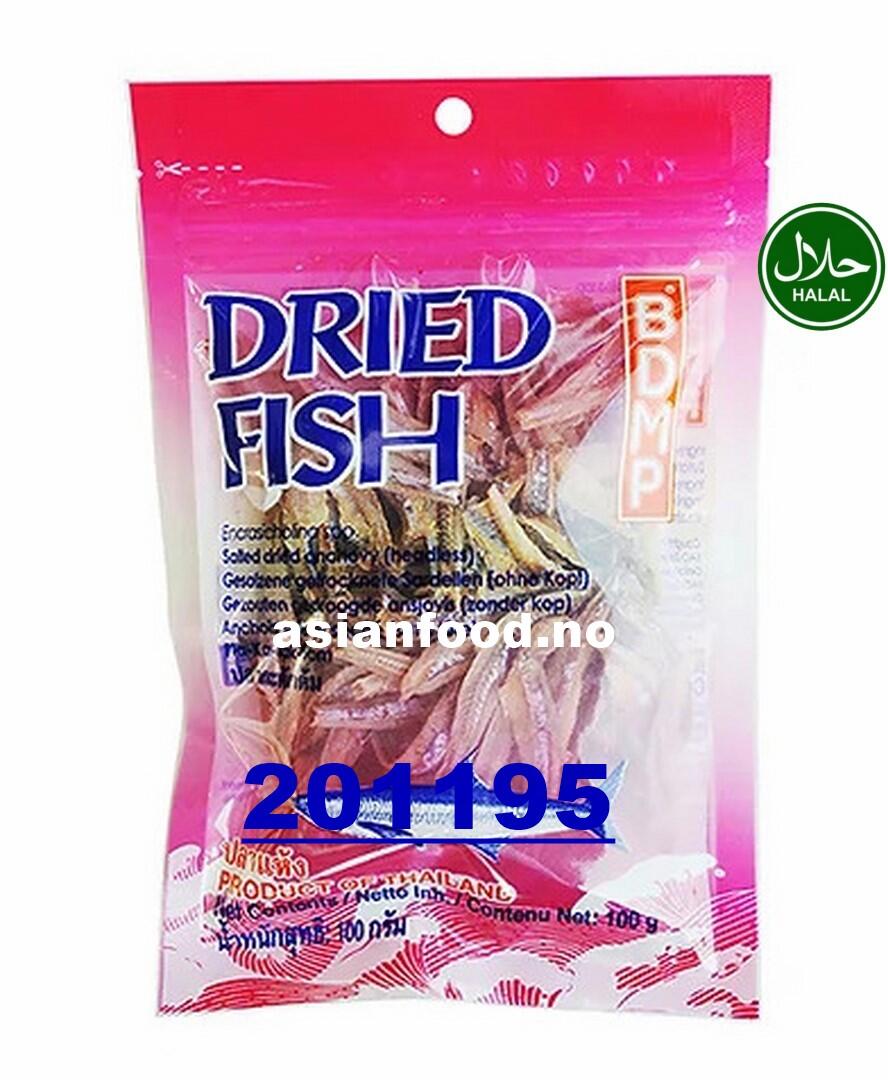 DRIED
FISH
BDMP
حلال
HALAL
Encrasicholina spp.
Salted dried anchovy (headless)
Gesalzene getrocknete Sardellen (ohne Kopf)
Gezouten gedroogde ansjovis (zonder kop)
asianfood.no
201195
ปลาแห้ง
PRODUCT OF THAILAND
Net Contents / Netto Inh. / Contenu Net: 100 g
น้ำหนักสุทธิ: 100 กรัม